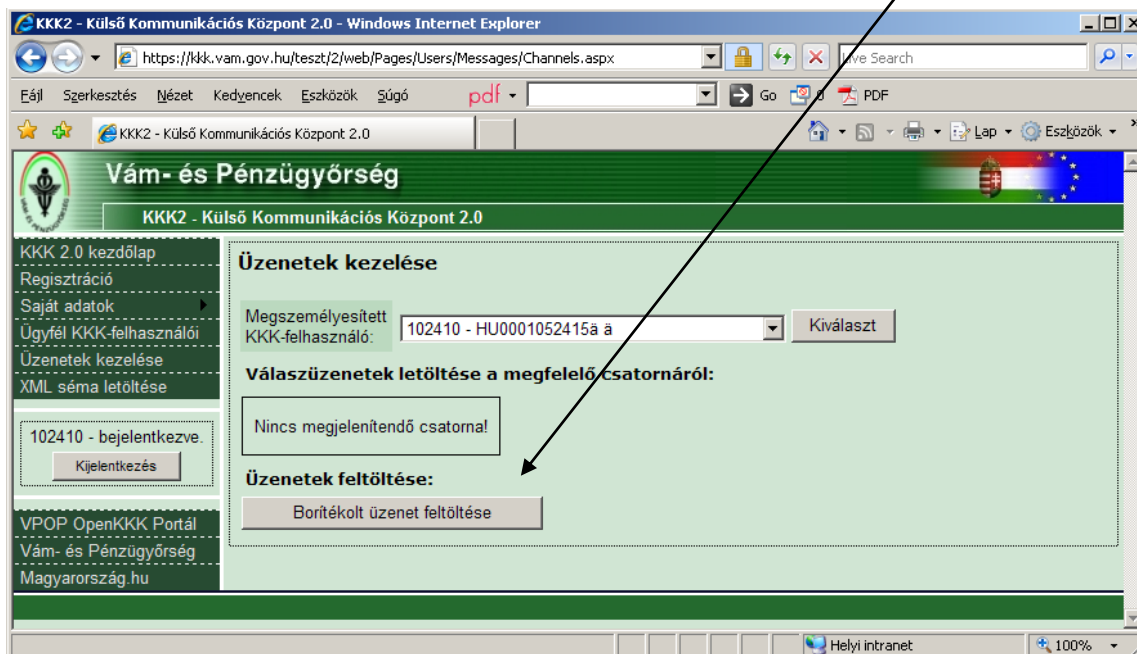 KKK2 - Külső Kommunikációs Központ 2.0 - Windows Internet Explorer
https://kkk.vam.gov.hu/teszt/2/web/Pages/Users/Messages/Channels.aspx
Live Search
Fájl Szerkesztés Nézet Kedvencek Eszközök Súgó pdf Go 0 PDF
KKK2 - Külső Kommunikációs Központ 2.0
Lap Eszközök
Vám- és Pénzügyőrség
KKK2 - Külső Kommunikációs Központ 2.0
KKK 2.0 kezdőlap
Regisztráció
Saját adatok
Ügyfél KKK-felhasználói
Üzenetek kezelése
XML séma letöltése
102410 - bejelentkezve.
Kijelentkezés
VPOP OpenKKK Portál
Vám- és Pénzügyőrség
Magyarország.hu
Üzenetek kezelése
Megszemélyesített
KKK-felhasználó:
102410 - HU0001052415ä ä
Kiválaszt
Válaszüzenetek letöltése a megfelelő csatornáról:
Nincs megjelenítendő csatorna!
Üzenetek feltöltése:
Borítékolt üzenet feltöltése
Helyi intranet
100%